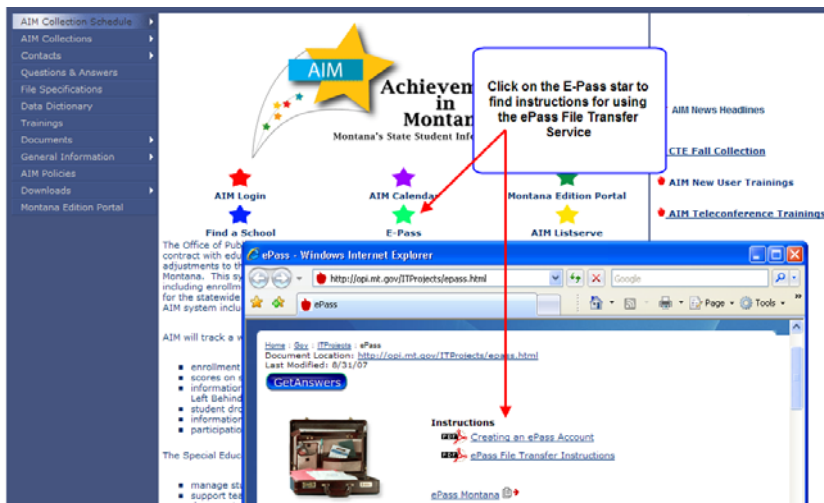 AIM Collection Schedule
AIM Collections
Contacts
Questions & Answers
File Specifications
Data Dictionary
Trainings
Documents
General Information
AIM Policies
Downloads
Montana Edition Portal
AIM
Achievem
in
Montan
Montana's State Student Info
Click on the E-Pass star to
find instructions for using
the ePass File Transfer
Service
AIM News Headlines
CTE Fall Collection
AIM New User Trainings
AIM Teleconference Trainings
AIM Login
AIM Calendar
Montana Edition Portal
Find a School
E-Pass
AIM Listserve
The Office of Pub
contract with edu
adjustments to th
Montana. This sy
including enrollm
for the statewide
AIM system inclu
AIM will track a w
enrollment
scores on s
information
Left Behind
student dro
information
participatio
The Special Educ
manage stu
support tea
ePass - Windows Internet Explorer
http://opi.mt.gov/ITProjects/epass.html
Google
ePass
Page
Tools
Home : Gov : ITProjects : ePass
Document Location: http://opi.mt.gov/ITProjects/epass.html
Last Modified: 8/31/07
GetAnswers
Instructions
PDF Creating an ePass Account
PDF ePass File Transfer Instructions
ePass Montana